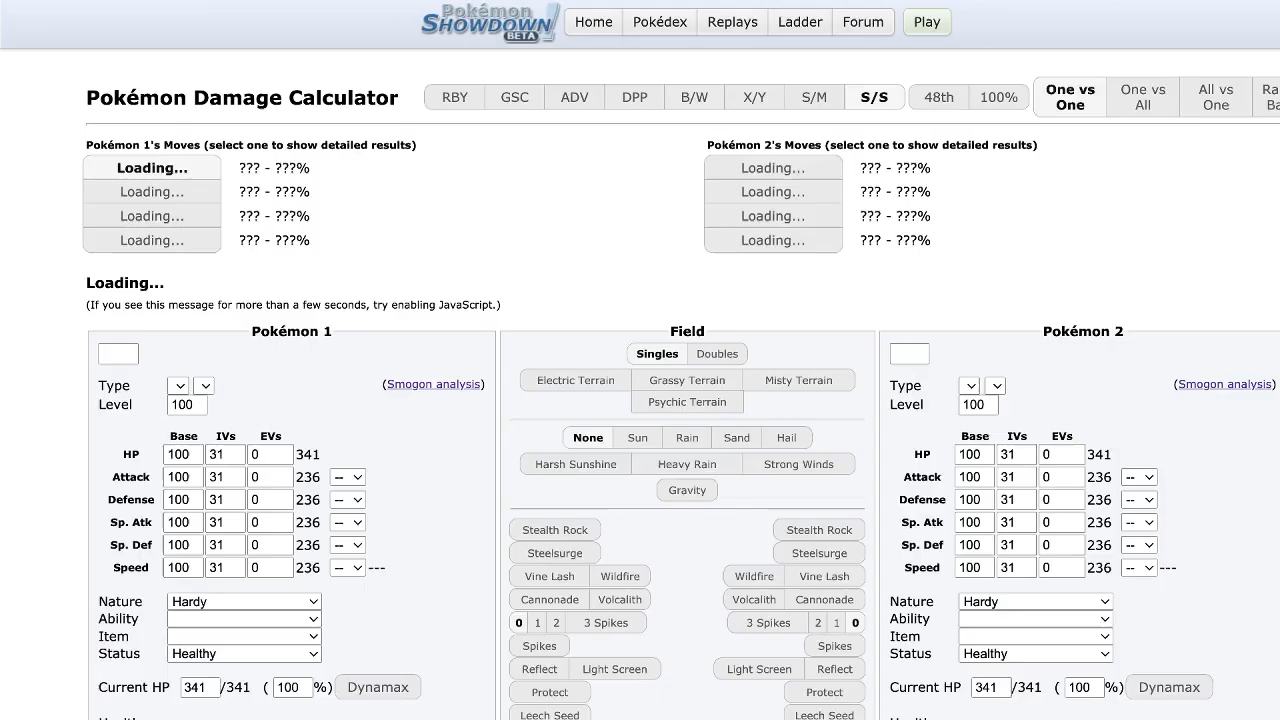 Pokémon
SHOWDOWN!
BETA
Home Pokédex Replays Ladder Forum Play
Pokémon Damage Calculator RBY GSC ADV DPP B/W X/Y S/M S/S 48th 100% One vs One One vs All All vs One
Pokémon 1's Moves (select one to show detailed results) Pokémon 2's Moves (select one to show detailed results)
Loading... ??? - ???% Loading... ??? - ???%
Loading... ??? - ???% Loading... ??? - ???%
Loading... ??? - ???% Loading... ??? - ???%
Loading... ??? - ???% Loading... ??? - ???%
Loading...
(If you see this message for more than a few seconds, try enabling JavaScript.)
Pokémon 1
Type (Smogon analysis)
Level 100
Base IVs EVs
HP 100 31 0 341
Attack 100 31 0 236 --
Defense 100 31 0 236 --
Sp. Atk 100 31 0 236 --
Sp. Def 100 31 0 236 --
Speed 100 31 0 236 -- ---
Nature Hardy
Ability
Item
Status Healthy
Current HP 341/341 ( 100 %) Dynamax
Field
Singles Doubles
Electric Terrain Grassy Terrain Misty Terrain
Psychic Terrain
None Sun Rain Sand Hail
Harsh Sunshine Heavy Rain Strong Winds
Gravity
Stealth Rock Stealth Rock
Steelsurge Steelsurge
Vine Lash Wildfire Wildfire Vine Lash
Cannonade Volcalith Volcalith Cannonade
0 1 2 3 Spikes 3 Spikes 2 1 0
Spikes Spikes
Reflect Light Screen Light Screen Reflect
Protect Protect
Leech Seed Leech Seed
Pokémon 2
Type (Smogon analysis)
Level 100
Base IVs EVs
HP 100 31 0 341
Attack 100 31 0 236 --
Defense 100 31 0 236 --
Sp. Atk 100 31 0 236 --
Sp. Def 100 31 0 236 --
Speed 100 31 0 236 -- ---
Nature Hardy
Ability
Item
Status Healthy
Current HP 341/341 ( 100 %) Dynamax